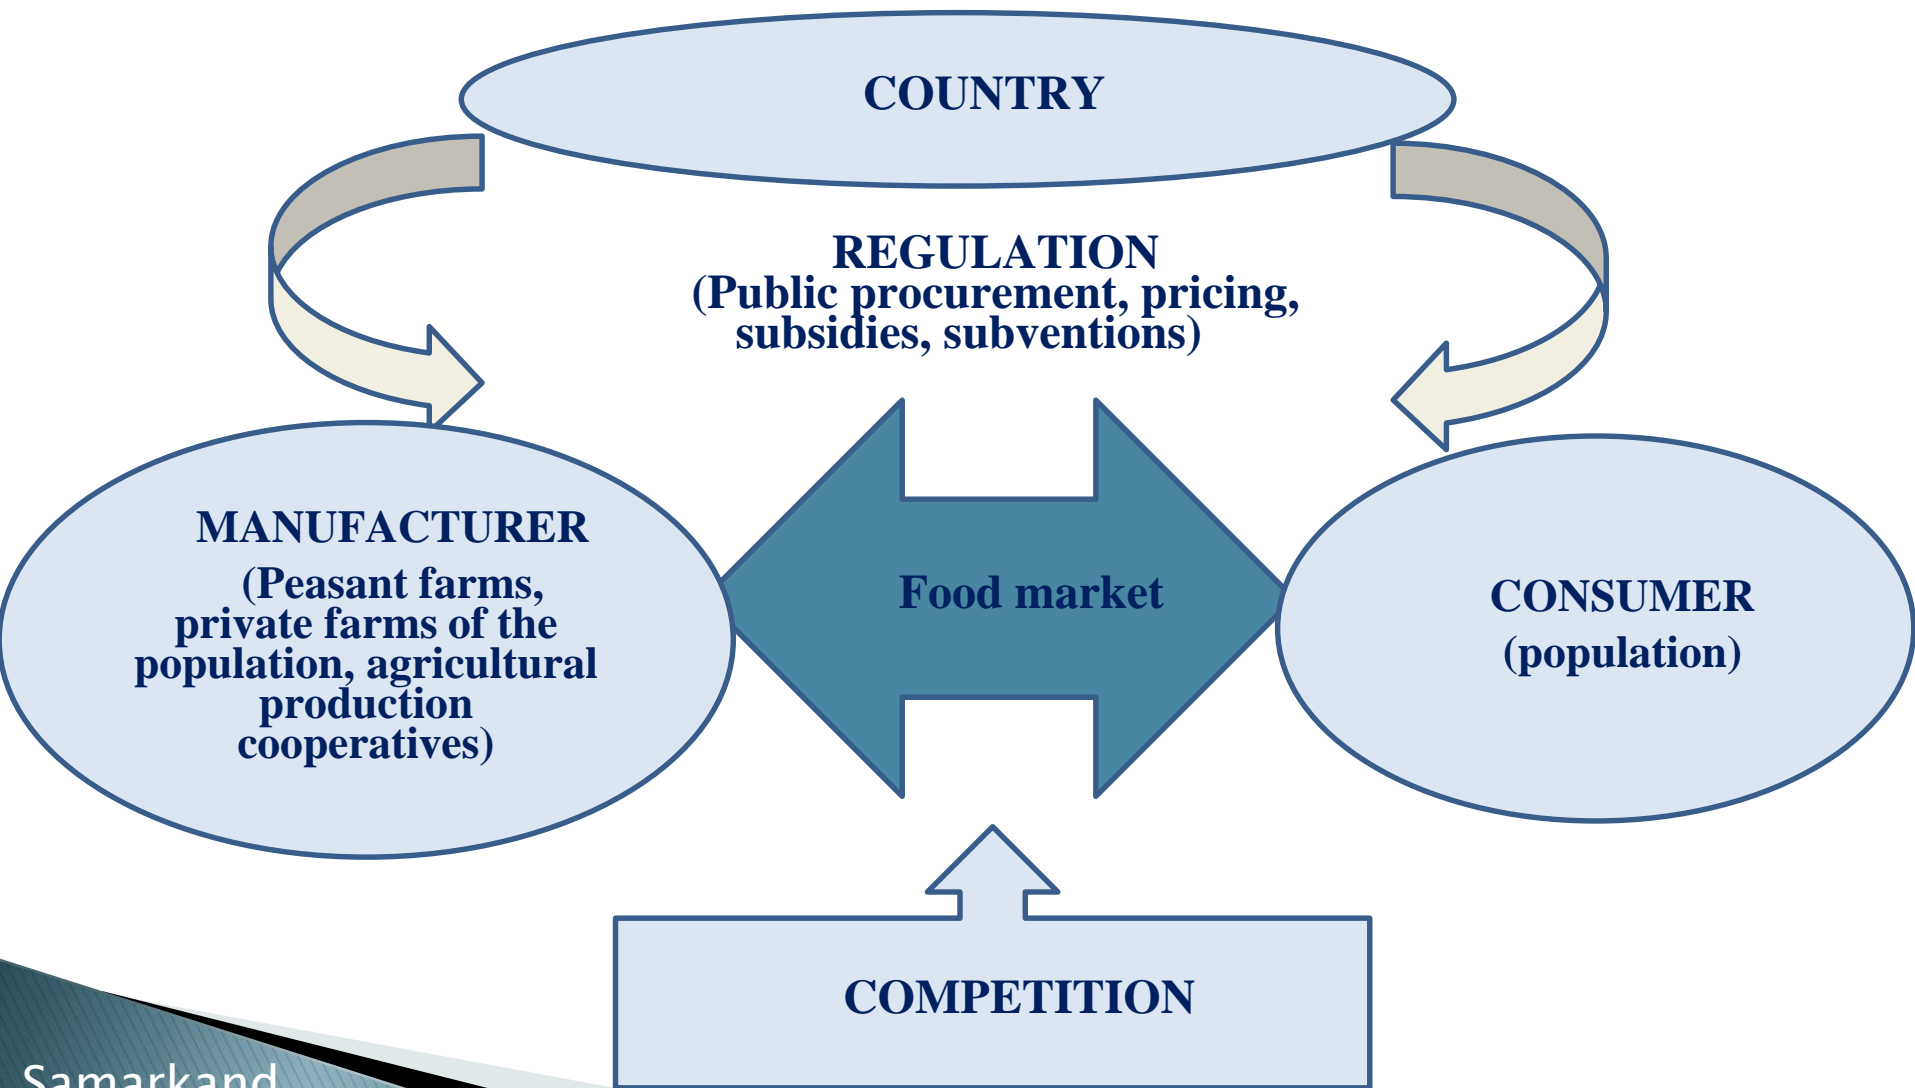 COUNTRY
REGULATION
(Public procurement, pricing,
subsidies, subventions)
MANUFACTURER
(Peasant farms,
private farms of the
population, agricultural
production
cooperatives)
Food market
CONSUMER
(population)
COMPETITION
Samarkand